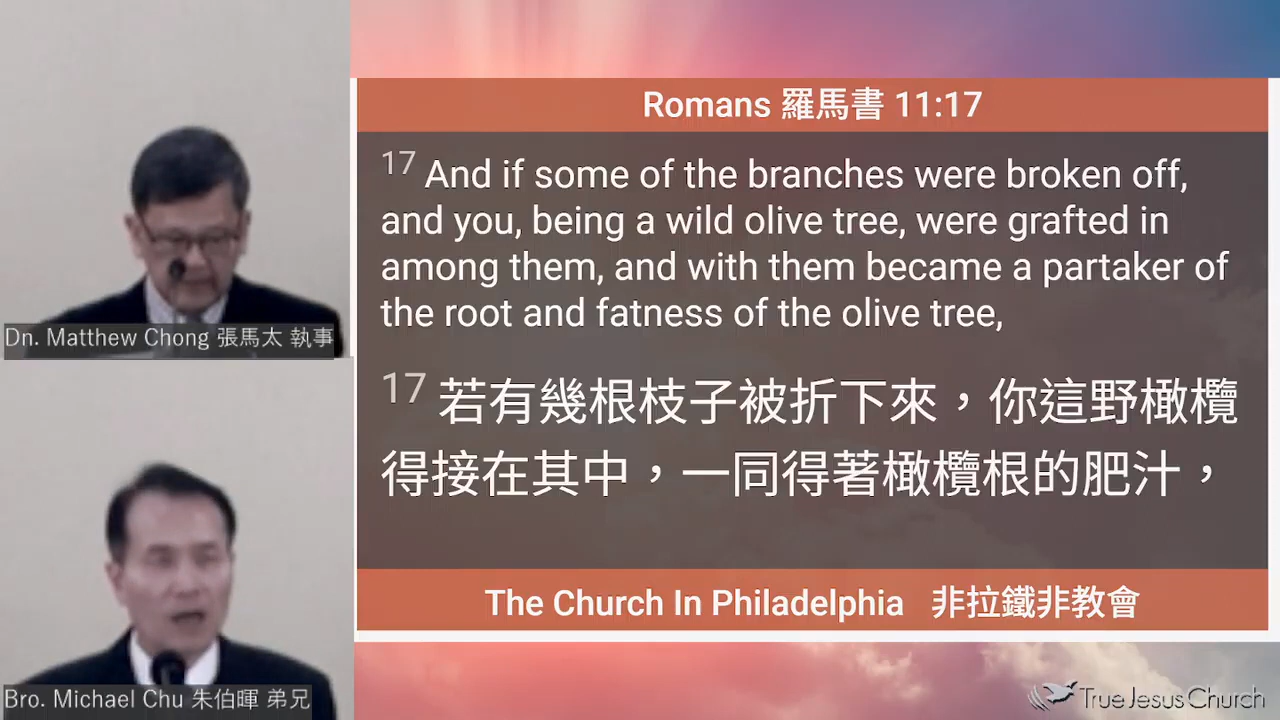 Romans 羅馬書 11:17
17 And if some of the branches were broken off,
and you, being a wild olive tree, were grafted in
among them, and with them became a partaker of
the root and fatness of the olive tree,
17 若有幾根枝子被折下來，你這野橄欖
得接在其中，一同得著橄欖根的肥汁，
The Church In Philadelphia 非拉鐵非教會
Dn. Matthew Chong 張馬太 執事
Bro. Michael Chu 朱伯暉 弟兄
True Jesus Church